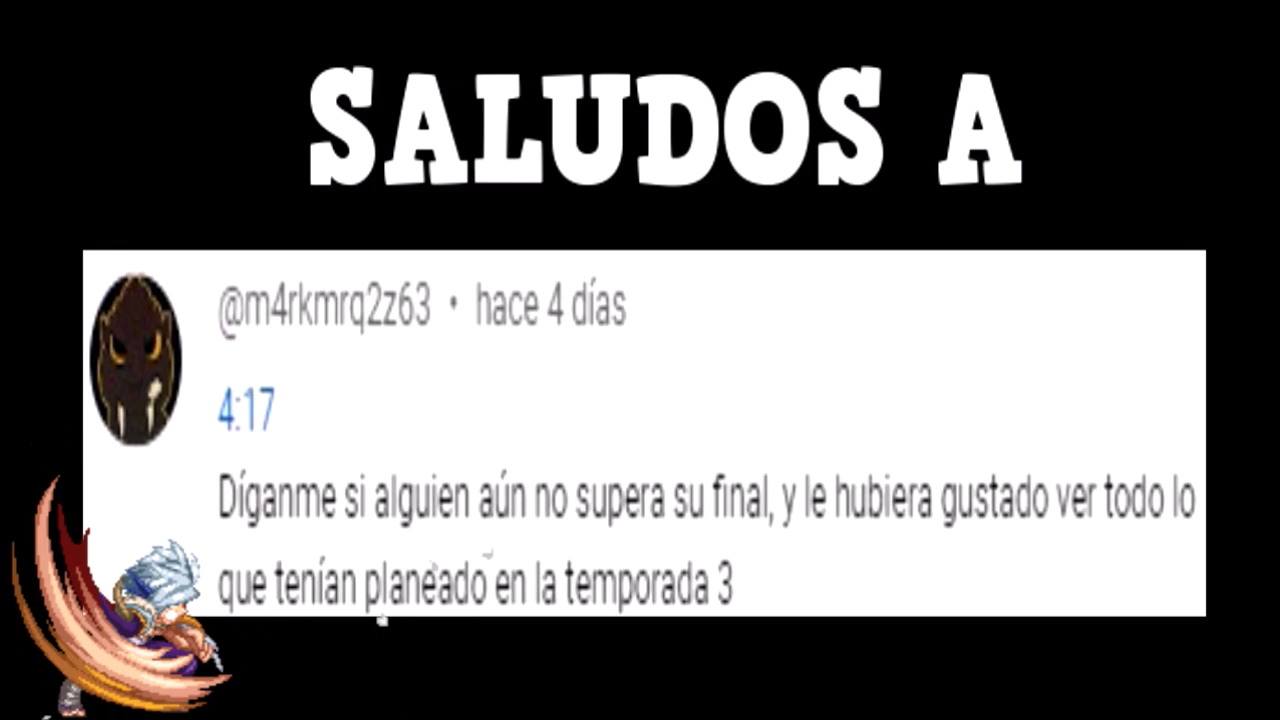 SALUDOS A
@m4rkmrq2z63 • hace 4 días
4:17
Díganme si alguien aún no supera su final, y le hubiera gustado ver todo lo
que tenían planeado en la temporada 3